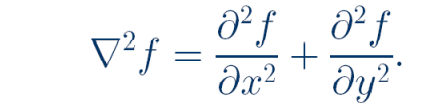 ∇²f = ∂²f/∂x² + ∂²f/∂y².